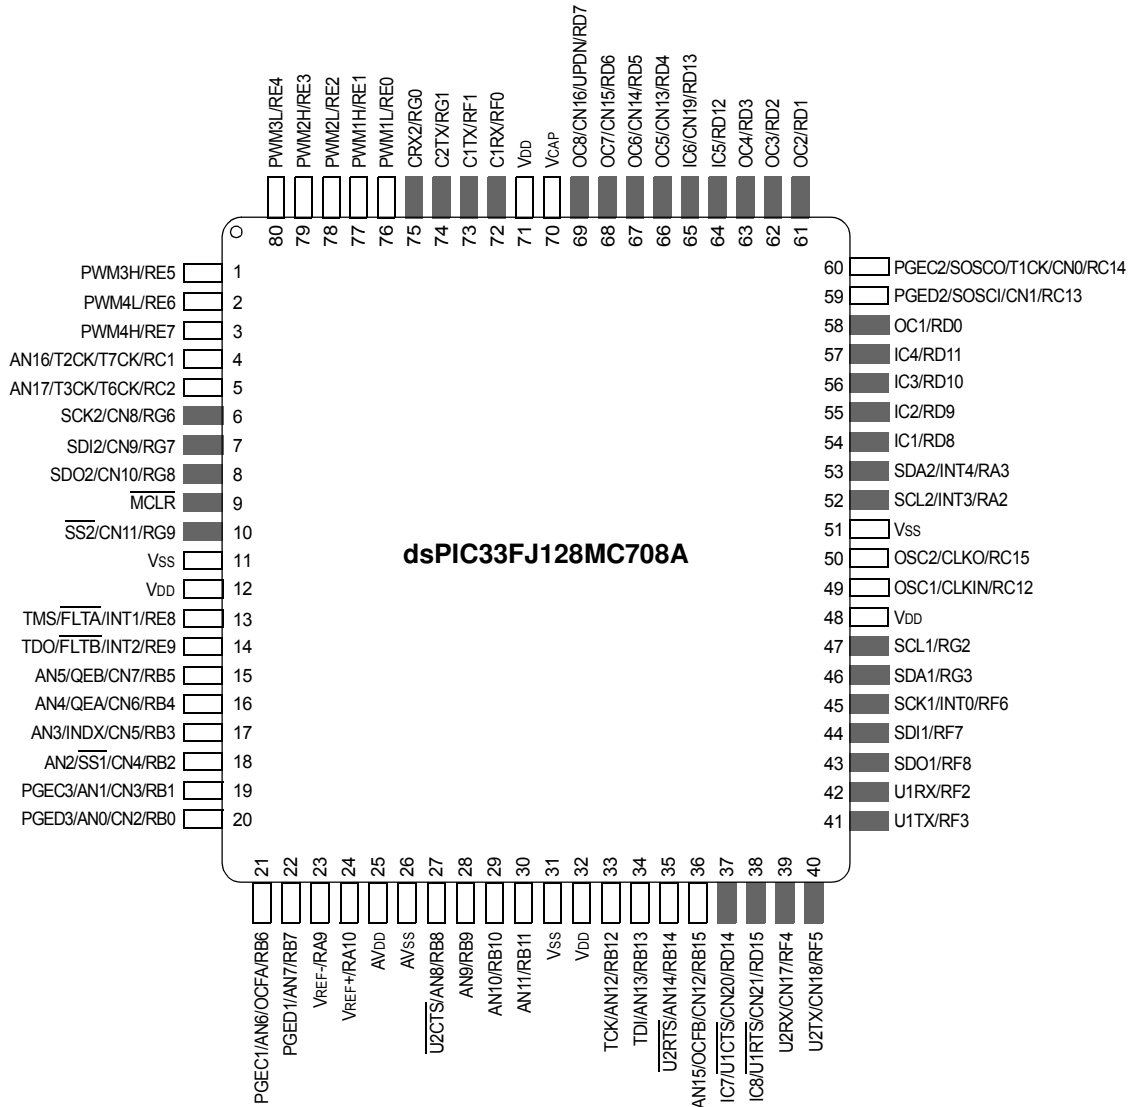 PWM3L/RE4
PWM2H/RE3
PWM2L/RE2
PWM1H/RE1
PWM1L/RE0
CRX2/RG0
C2TX/RG1
C1TX/RF1
C1RX/RF0
VDD
VCAP
OC8/CN16/UPDN/RD7
OC7/CN15/RD6
OC6/CN14/RD5
OC5/CN13/RD4
IC6/CN19/RD13
IC5/RD12
OC4/RD3
OC3/RD2
OC2/RD1
80 79 78 77 76 75 74 73 72 71 70 69 68 67 66 65 64 63 62 61
PWM3H/RE5 1
PWM4L/RE6 2
PWM4H/RE7 3
AN16/T2CK/T7CK/RC1 4
AN17/T3CK/T6CK/RC2 5
SCK2/CN8/RG6 6
SDI2/CN9/RG7 7
SDO2/CN10/RG8 8
MCLR 9
SS2/CN11/RG9 10
VSS 11
VDD 12
TMS/FLTA/INT1/RE8 13
TDO/FLTB/INT2/RE9 14
AN5/QEB/CN7/RB5 15
AN4/QEA/CN6/RB4 16
AN3/INDX/CN5/RB3 17
AN2/SS1/CN4/RB2 18
PGEC3/AN1/CN3/RB1 19
PGED3/AN0/CN2/RB0 20
dsPIC33FJ128MC708A
60 PGEC2/SOSCO/T1CK/CN0/RC14
59 PGED2/SOSCI/CN1/RC13
58 OC1/RD0
57 IC4/RD11
56 IC3/RD10
55 IC2/RD9
54 IC1/RD8
53 SDA2/INT4/RA3
52 SCL2/INT3/RA2
51 VSS
50 OSC2/CLKO/RC15
49 OSC1/CLKIN/RC12
48 VDD
47 SCL1/RG2
46 SDA1/RG3
45 SCK1/INT0/RF6
44 SDI1/RF7
43 SDO1/RF8
42 U1RX/RF2
41 U1TX/RF3
21 22 23 24 25 26 27 28 29 30 31 32 33 34 35 36 37 38 39 40
PGEC1/AN6/OCFA/RB6
PGED1/AN7/RB7
VREF-/RA9
VREF+/RA10
AVDD
AVSS
U2CTS/AN8/RB8
AN9/RB9
AN10/RB10
AN11/RB11
VSS
VDD
TCK/AN12/RB12
TDI/AN13/RB13
U2RTS/AN14/RB14
AN15/OCFB/CN12/RB15
IC7/U1CTS/CN20/RD14
IC8/U1RTS/CN21/RD15
U2RX/CN17/RF4
U2TX/CN18/RF5